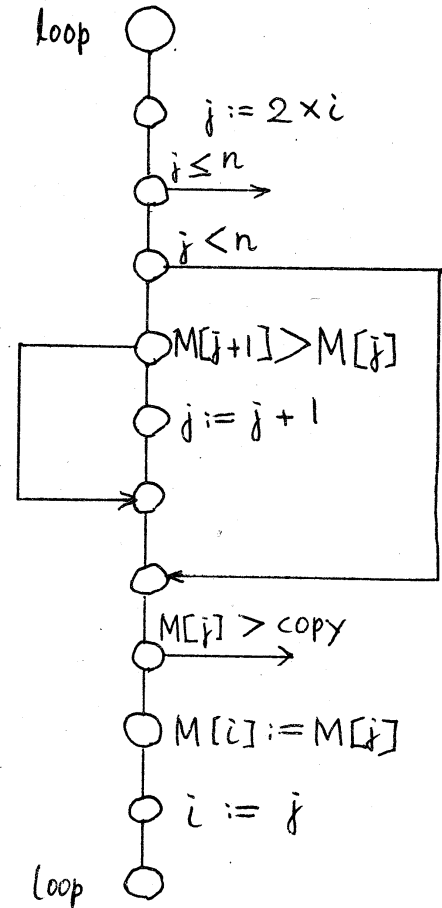 loop
j := 2 × i
j ≤ n
j < n
M[j+1] > M[j]
j := j + 1
M[j] > copy
M[i] := M[j]
i := j
loop